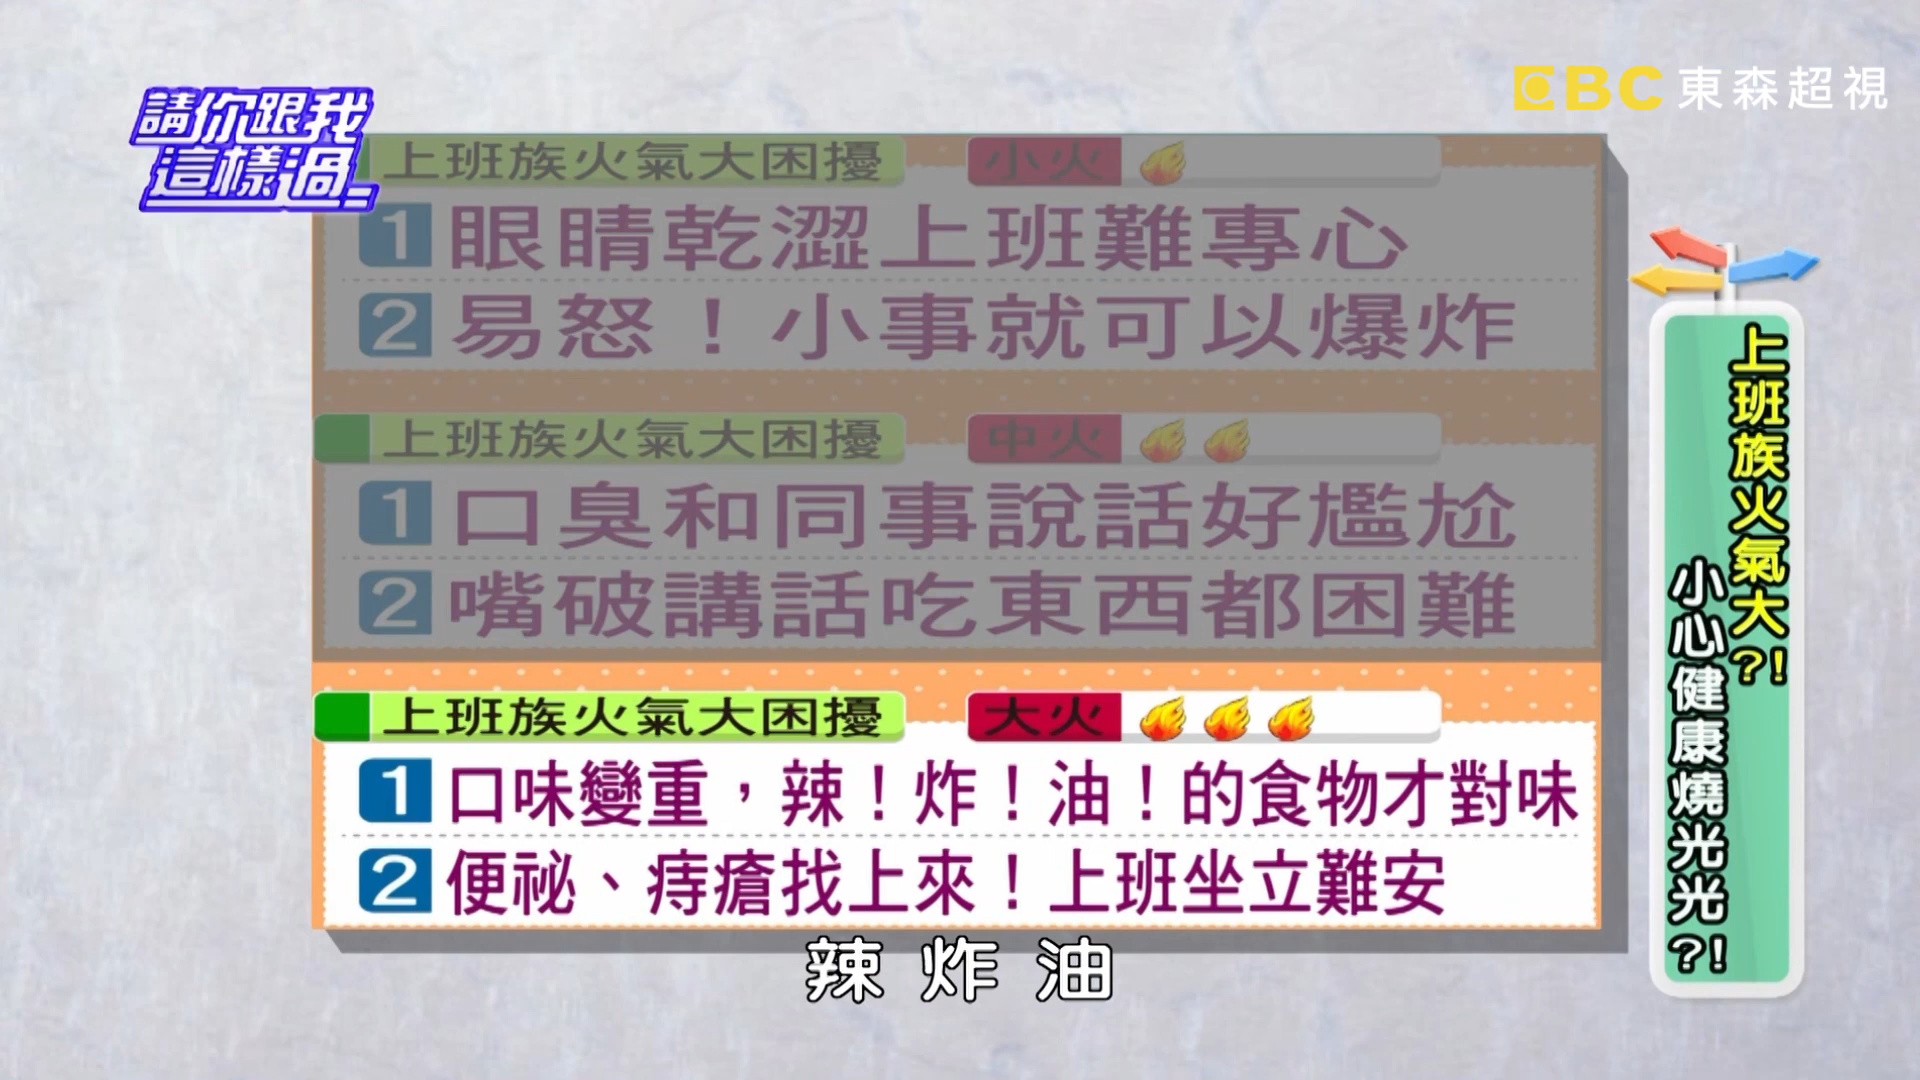 EBC 東森超視
請你跟我
這樣過
上班族火氣大困擾 小火
1 眼睛乾澀上班難專心
2 易怒！小事就可以爆炸
上班族火氣大困擾 中火
1 口臭和同事說話好尷尬
2 嘴破講話吃東西都困難
上班族火氣大困擾 大火
1 口味變重，辣！炸！油！的食物才對味
2 便祕、痔瘡找上來！上班坐立難安
上班族火氣大?!
小心健康燒光光?!
辣 炸 油